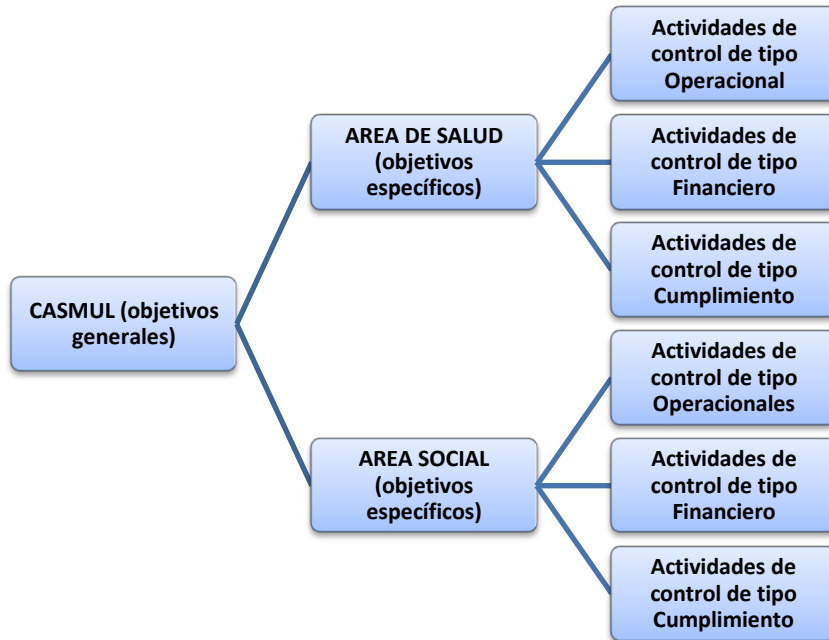 CASMUL (objetivos
generales)
AREA DE SALUD
(objetivos
específicos)
Actividades de
control de tipo
Operacional
Actividades de
control de tipo
Financiero
Actividades de
control de tipo
Cumplimiento
AREA SOCIAL
(objetivos
específicos)
Actividades de
control de tipo
Operacionales
Actividades de
control de tipo
Financiero
Actividades de
control de tipo
Cumplimiento